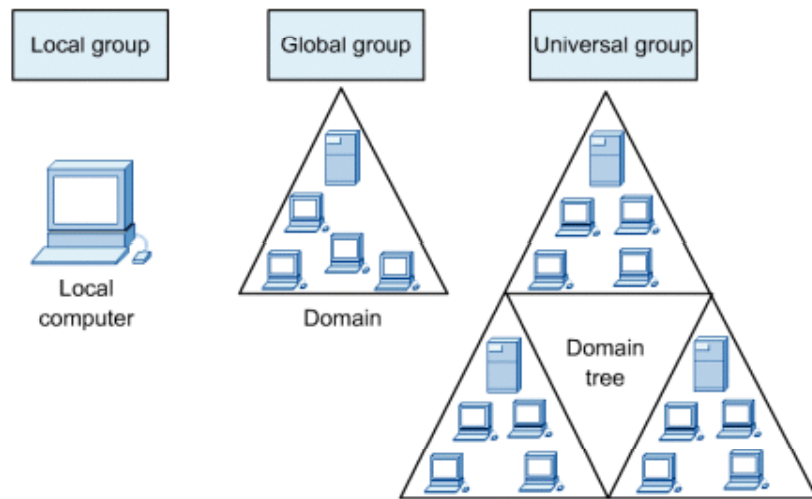 Local group
Global group
Universal group
Local
computer
Domain
Domain
tree